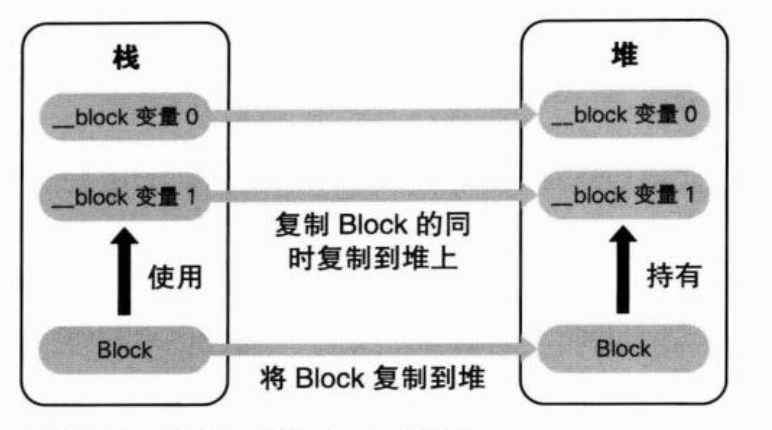 栈
堆
__block 变量 0
__block 变量 0
__block 变量 1
__block 变量 1
复制 Block 的同
时复制到堆上
使用
持有
Block
Block
将 Block 复制到堆